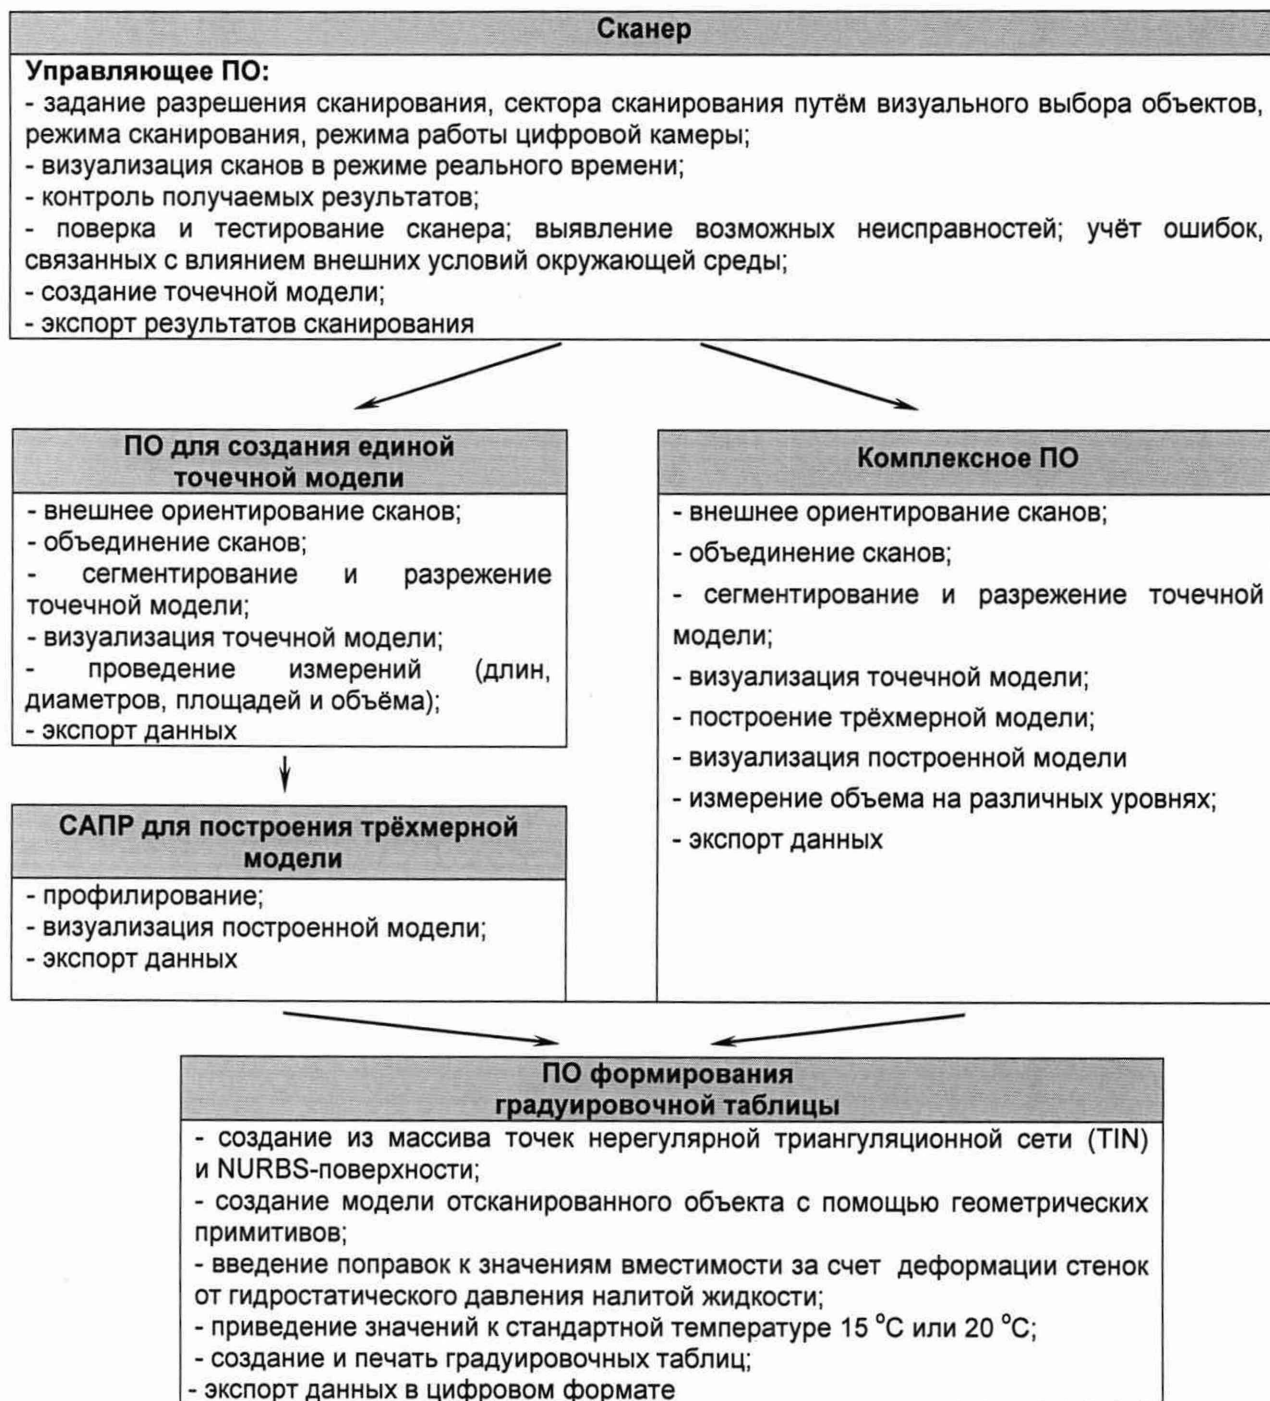 Сканер
Управляющее ПО:
- задание разрешения сканирования, сектора сканирования путём визуального выбора объектов,
режима сканирования, режима работы цифровой камеры;
- визуализация сканов в режиме реального времени;
- контроль получаемых результатов;
- поверка и тестирование сканера; выявление возможных неисправностей; учёт ошибок,
связанных с влиянием внешних условий окружающей среды;
- создание точечной модели;
- экспорт результатов сканирования
ПО для создания единой
точечной модели
- внешнее ориентирование сканов;
- объединение сканов;
- сегментирование и разрежение
точечной модели;
- визуализация точечной модели;
- проведение измерений (длин,
диаметров, площадей и объёма);
- экспорт данных
САПР для построения трёхмерной
модели
- профилирование;
- визуализация построенной модели;
- экспорт данных
Комплексное ПО
- внешнее ориентирование сканов;
- объединение сканов;
- сегментирование и разрежение точечной
модели;
- визуализация точечной модели;
- построение трёхмерной модели;
- визуализация построенной модели
- измерение объема на различных уровнях;
- экспорт данных
ПО формирования
градуировочной таблицы
- создание из массива точек нерегулярной триангуляционной сети (TIN)
и NURBS-поверхности;
- создание модели отсканированного объекта с помощью геометрических
примитивов;
- введение поправок к значениям вместимости за счет деформации стенок
от гидростатического давления налитой жидкости;
- приведение значений к стандартной температуре 15 °С или 20 °С;
- создание и печать градуировочных таблиц;
- экспорт данных в цифровом формате